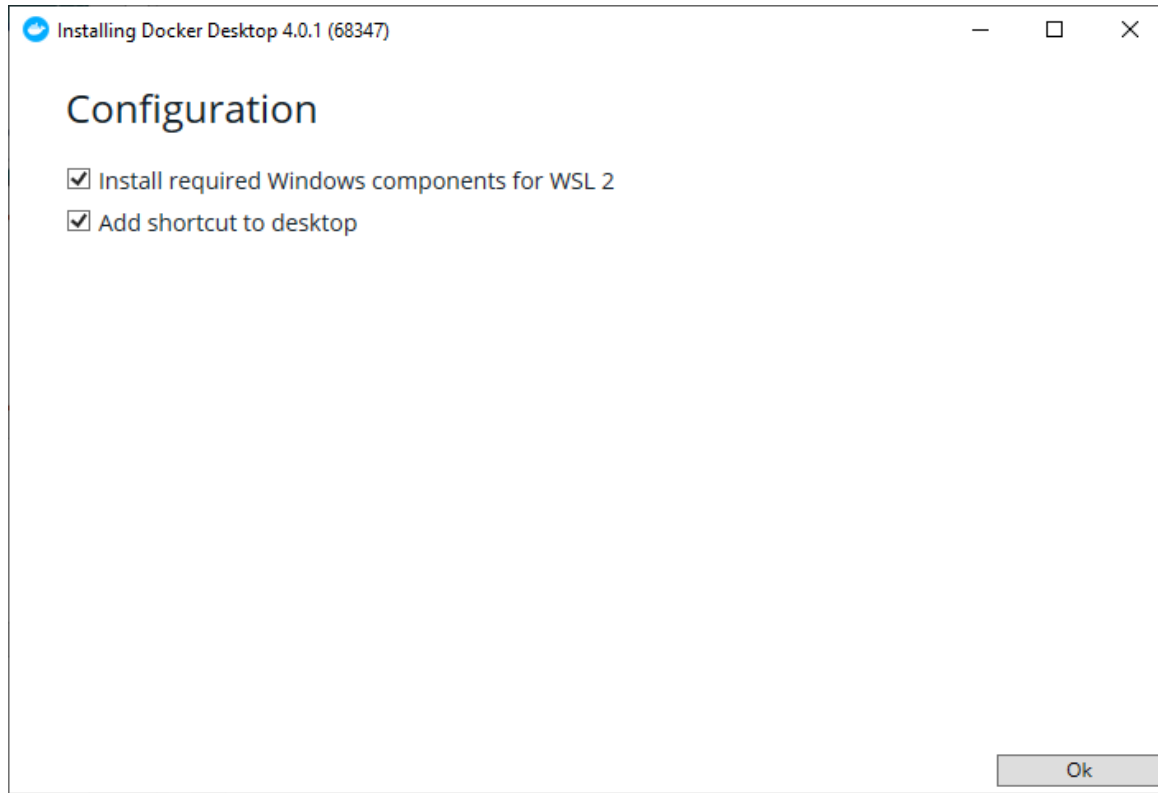 Installing Docker Desktop 4.0.1 (68347)
Configuration
Install required Windows components for WSL 2
Add shortcut to desktop
Ok